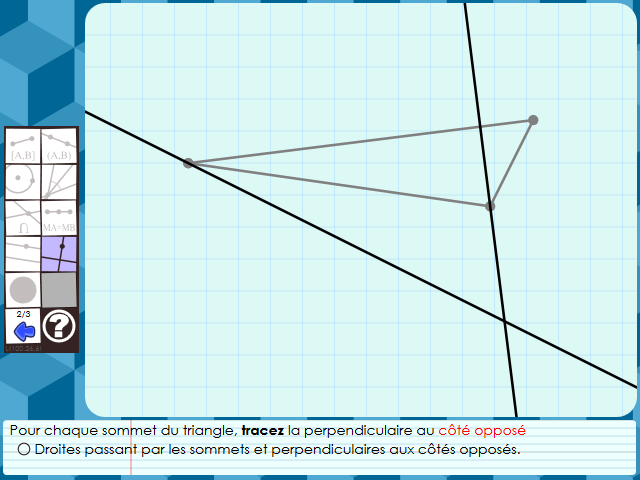 [A,B] (A,B)
∩ MA=MB
2/3 ?
Pour chaque sommet du triangle, tracez la perpendiculaire au côté opposé
Droites passant par les sommets et perpendiculaires aux côtés opposés.